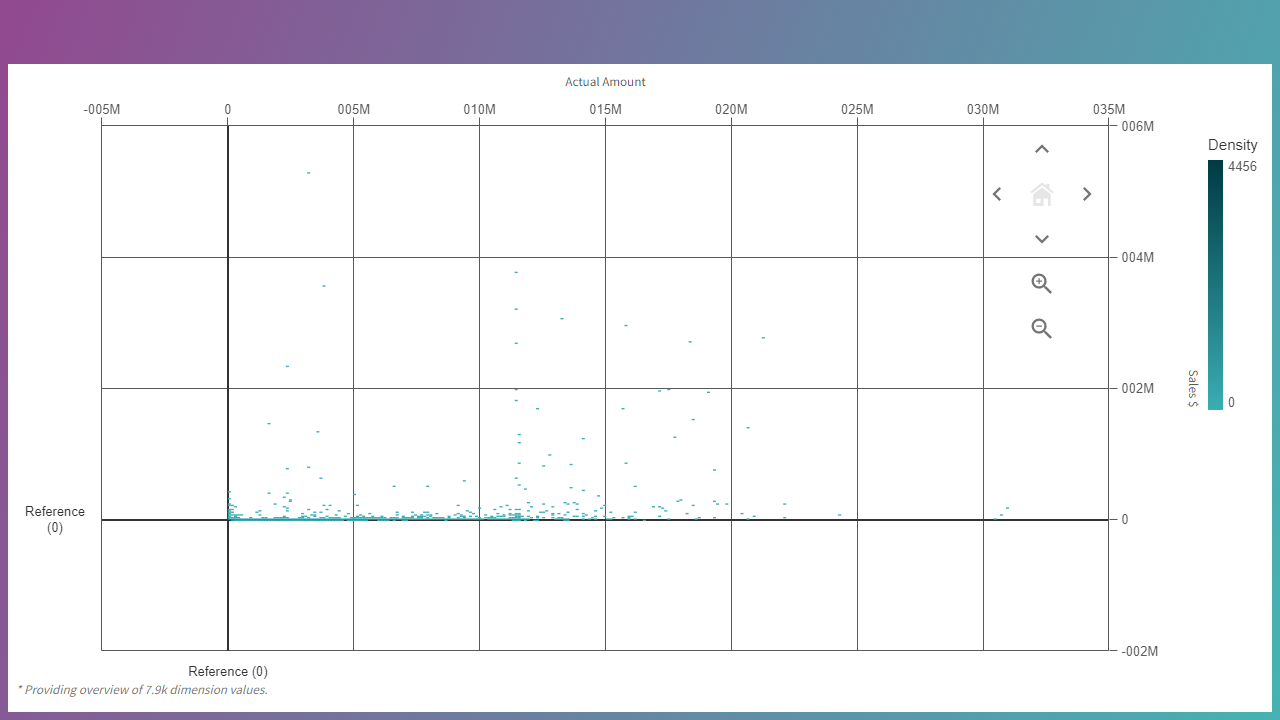 Actual Amount
-005M 0 005M 010M 015M 020M 025M 030M 035M
006M
Density
4456
004M
002M
Sales $
0
Reference
(0)
0
-002M
Reference (0)
* Providing overview of 7.9k dimension values.